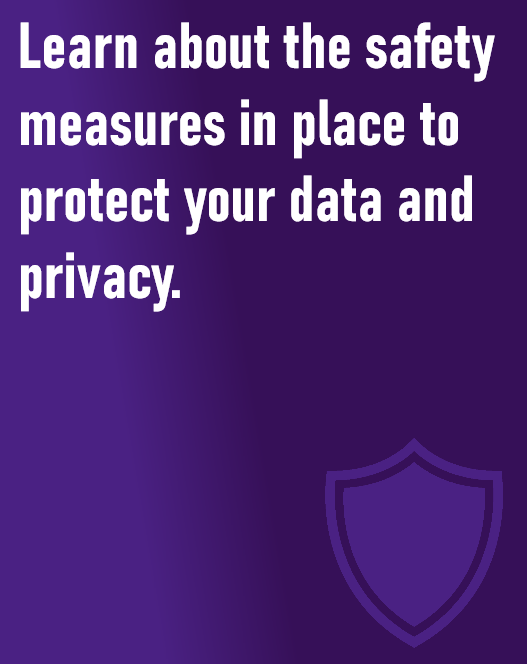 Learn about the safety
measures in place to
protect your data and
privacy.